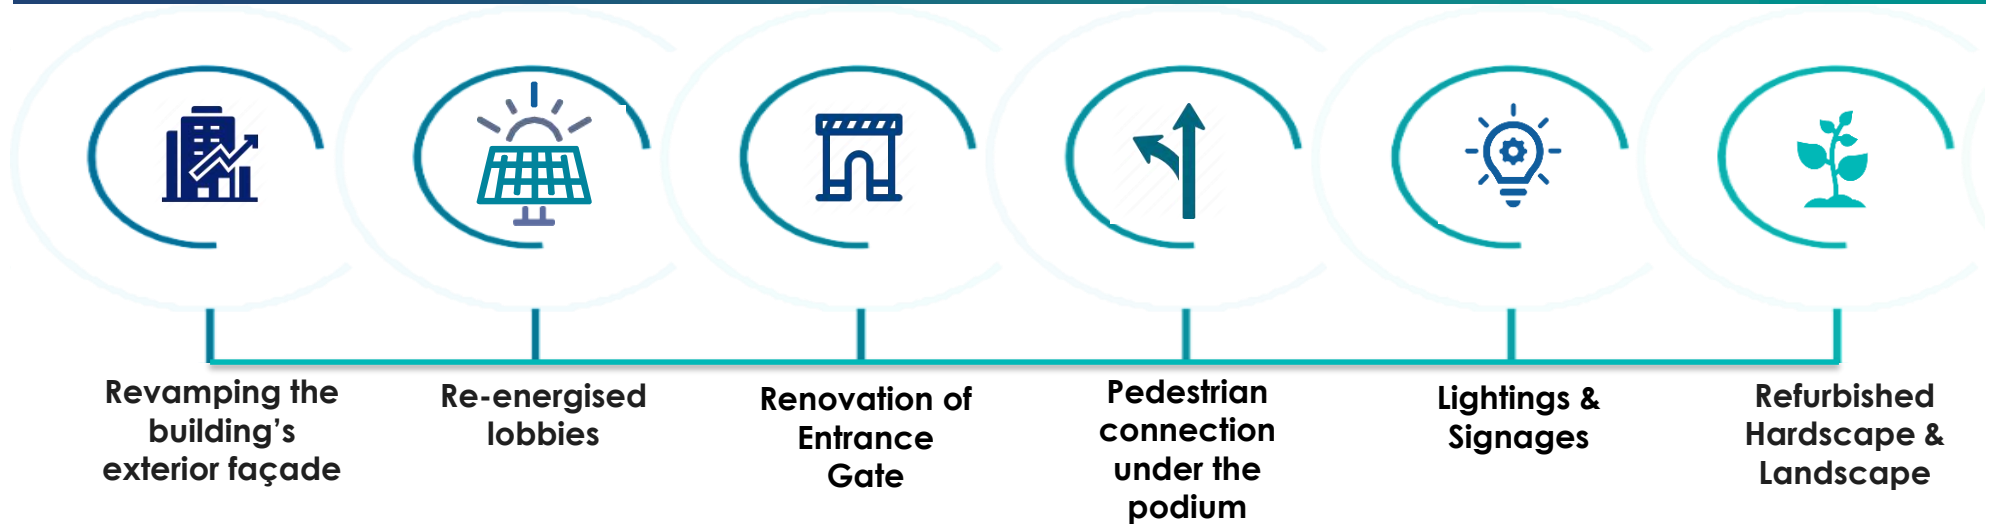 Revamping the
building’s
exterior façade
Re-energised
lobbies
Renovation of
Entrance
Gate
Pedestrian
connection
under the
podium
Lightings &
Signages
Refurbished
Hardscape &
Landscape